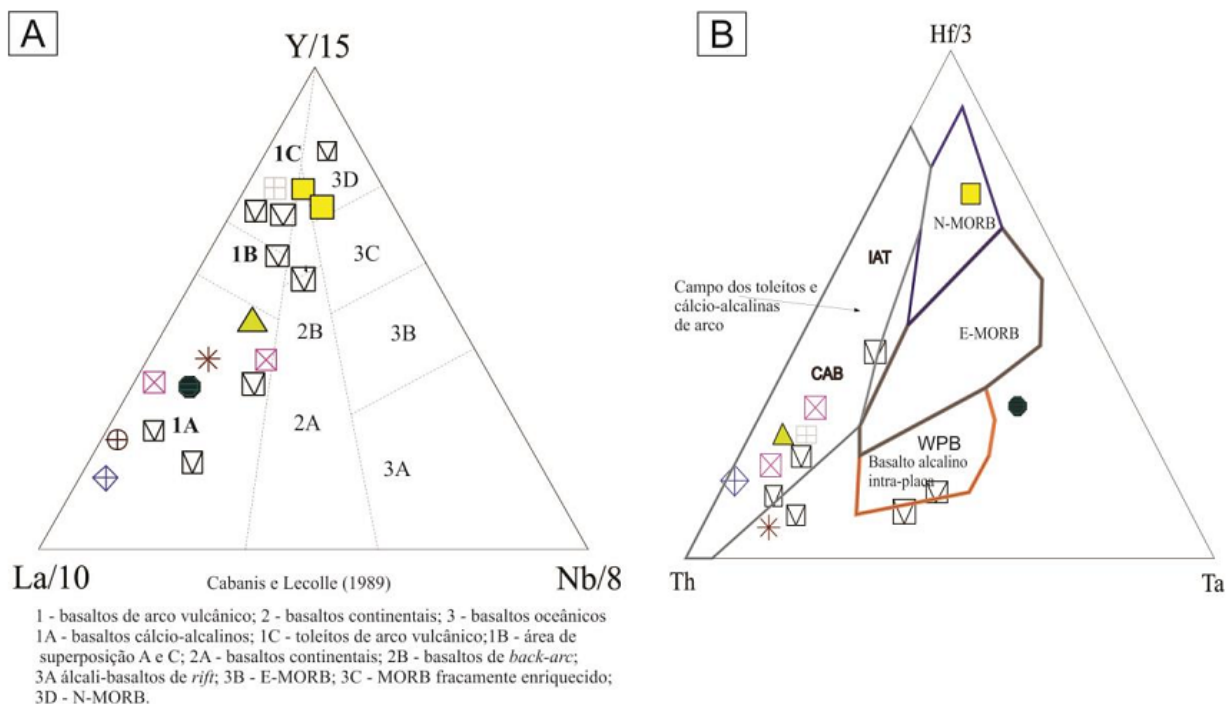 A
Y/15
1C
3D
1B
3C
2B
3B
1A
2A
3A
La/10
Nb/8
Cabanis e Lecolle (1989)
1 - basaltos de arco vulcânico; 2 - basaltos continentais; 3 - basaltos oceânicos
1A - basaltos cálcio-alcalinos; 1C - toleítos de arco vulcânico;1B - área de
superposição A e C; 2A - basaltos continentais; 2B - basaltos de back-arc;
3A álcali-basaltos de rift; 3B - E-MORB; 3C - MORB fracamente enriquecido;
3D - N-MORB.
B
Hf/3
N-MORB
IAT
Campo dos toleitos e
cálcio-alcalinas
de arco
E-MORB
CAB
WPB
Basalto alcalino
intra-placa
Th
Ta